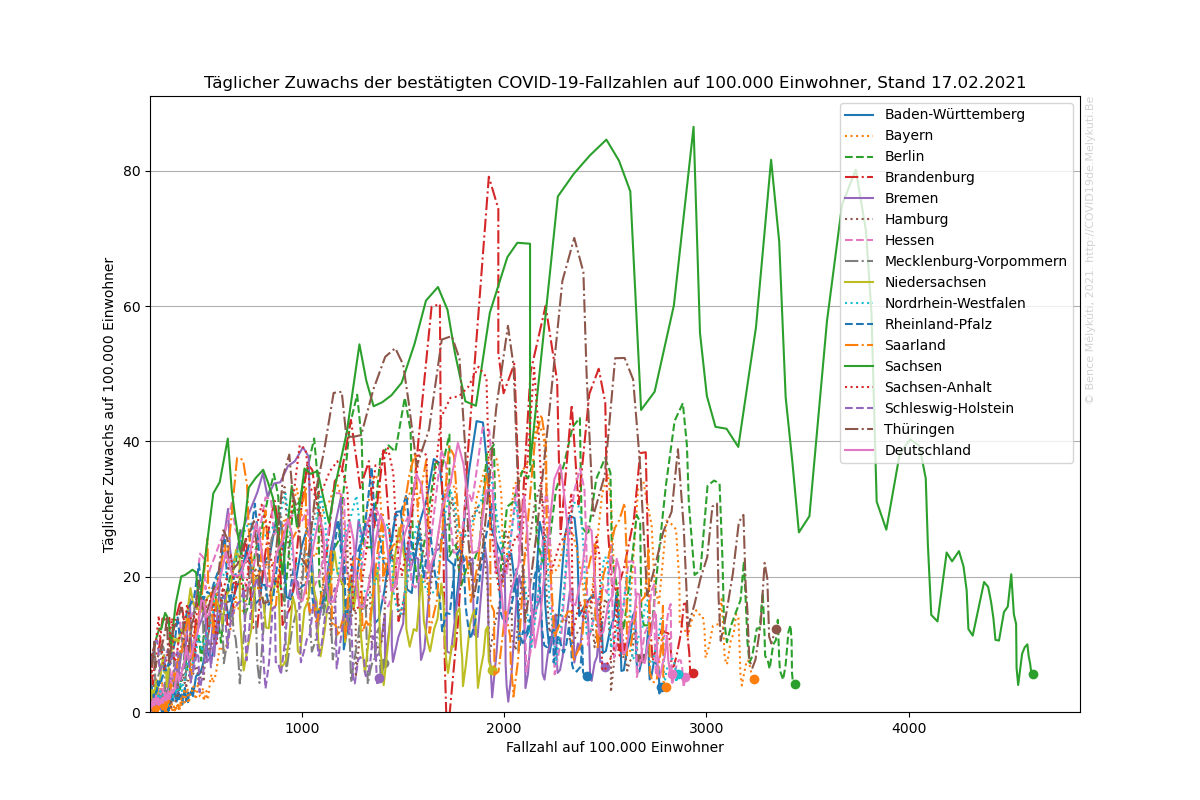 Täglicher Zuwachs der bestätigten COVID-19-Fallzahlen auf 100.000 Einwohner, Stand 17.02.2021
Täglicher Zuwachs auf 100.000 Einwohner
80
60
40
20
0
1000
2000
3000
4000
Fallzahl auf 100.000 Einwohner
Baden-Württemberg
Bayern
Berlin
Brandenburg
Bremen
Hamburg
Hessen
Mecklenburg-Vorpommern
Niedersachsen
Nordrhein-Westfalen
Rheinland-Pfalz
Saarland
Sachsen
Sachsen-Anhalt
Schleswig-Holstein
Thüringen
Deutschland
© Bence Mélykúti, 2021 http://COVID19de.Melykuti.Be